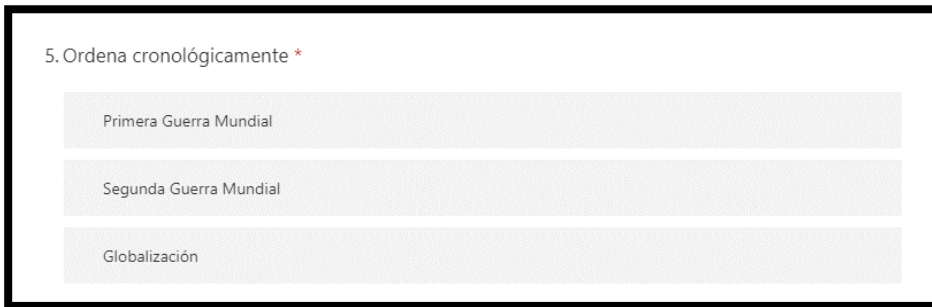 5. Ordena cronológicamente *
Primera Guerra Mundial
Segunda Guerra Mundial
Globalización